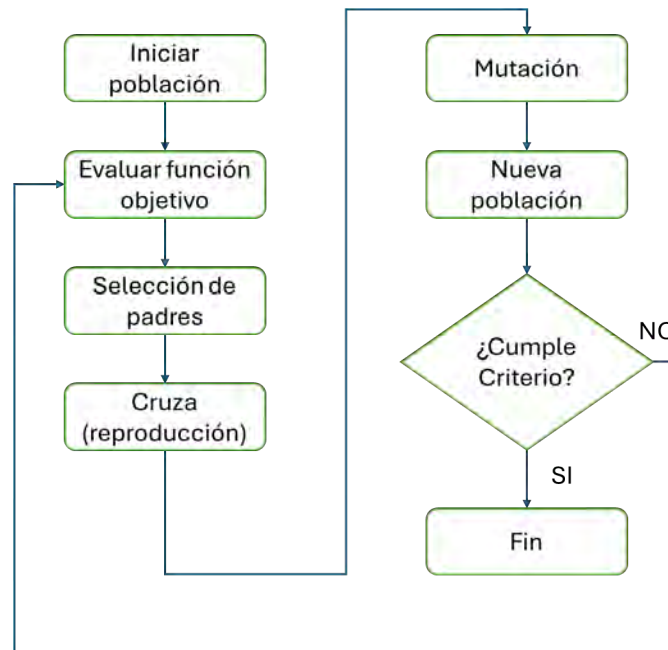 Iniciar
población
Evaluar función
objetivo
Selección de
padres
Cruza
(reproducción)
Mutación
Nueva
población
¿Cumple
Criterio?
NO
SI
Fin